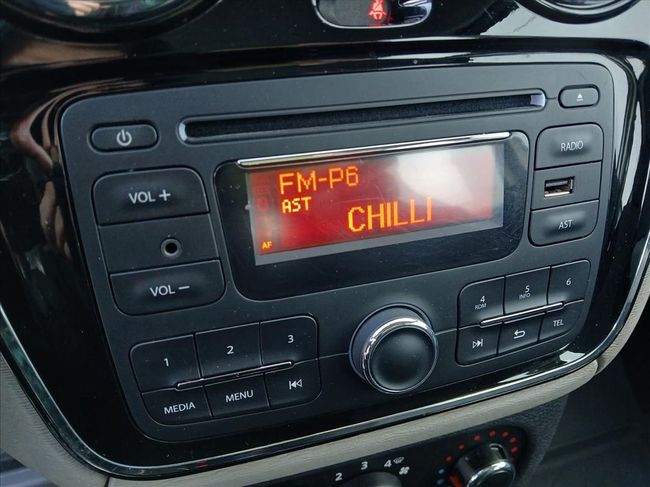 FM-P6
AST
CHILLI
AF
VOL +
VOL –
RADIO
AST
1
2
3
MEDIA
MENU
4
RDM
5
INFO
6
TEL
2
3
4